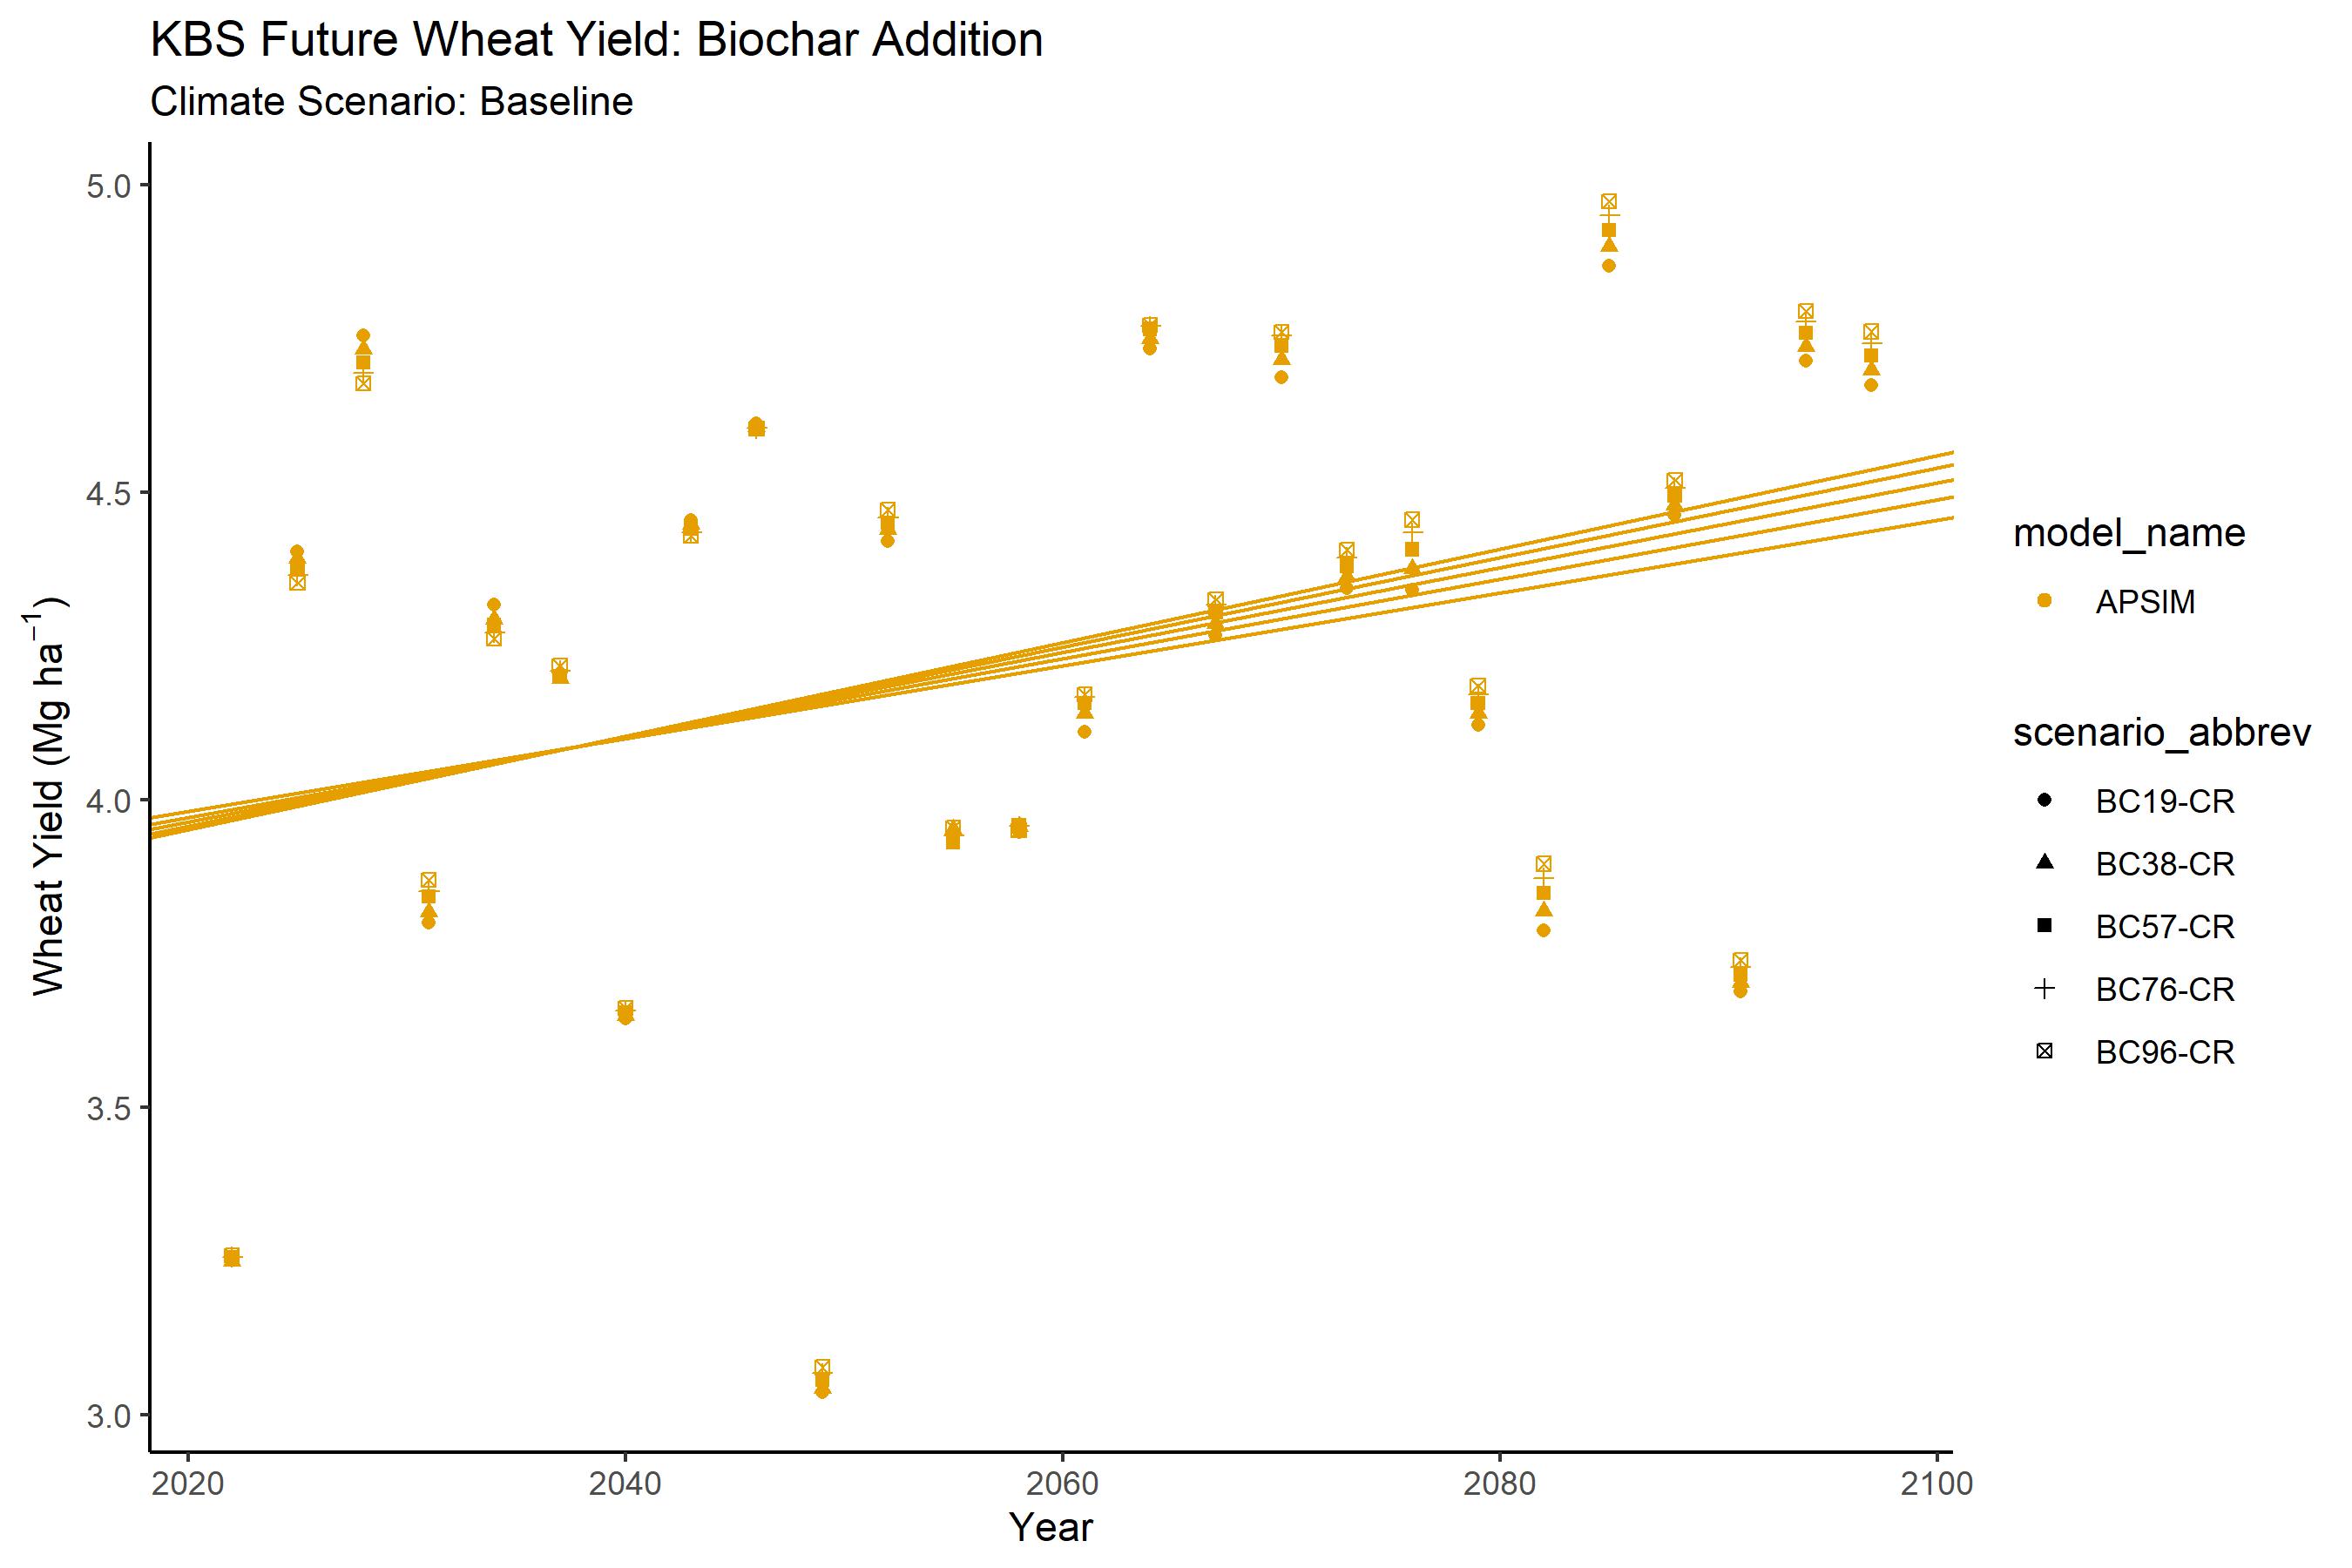 KBS Future Wheat Yield: Biochar Addition
Climate Scenario: Baseline
5.0
4.5
4.0
3.5
3.0
Wheat Yield (Mg ha⁻¹)
2020 2040 2060 2080 2100
Year
model_name
APSIM
scenario_abbrev
BC19-CR
BC38-CR
BC57-CR
BC76-CR
BC96-CR